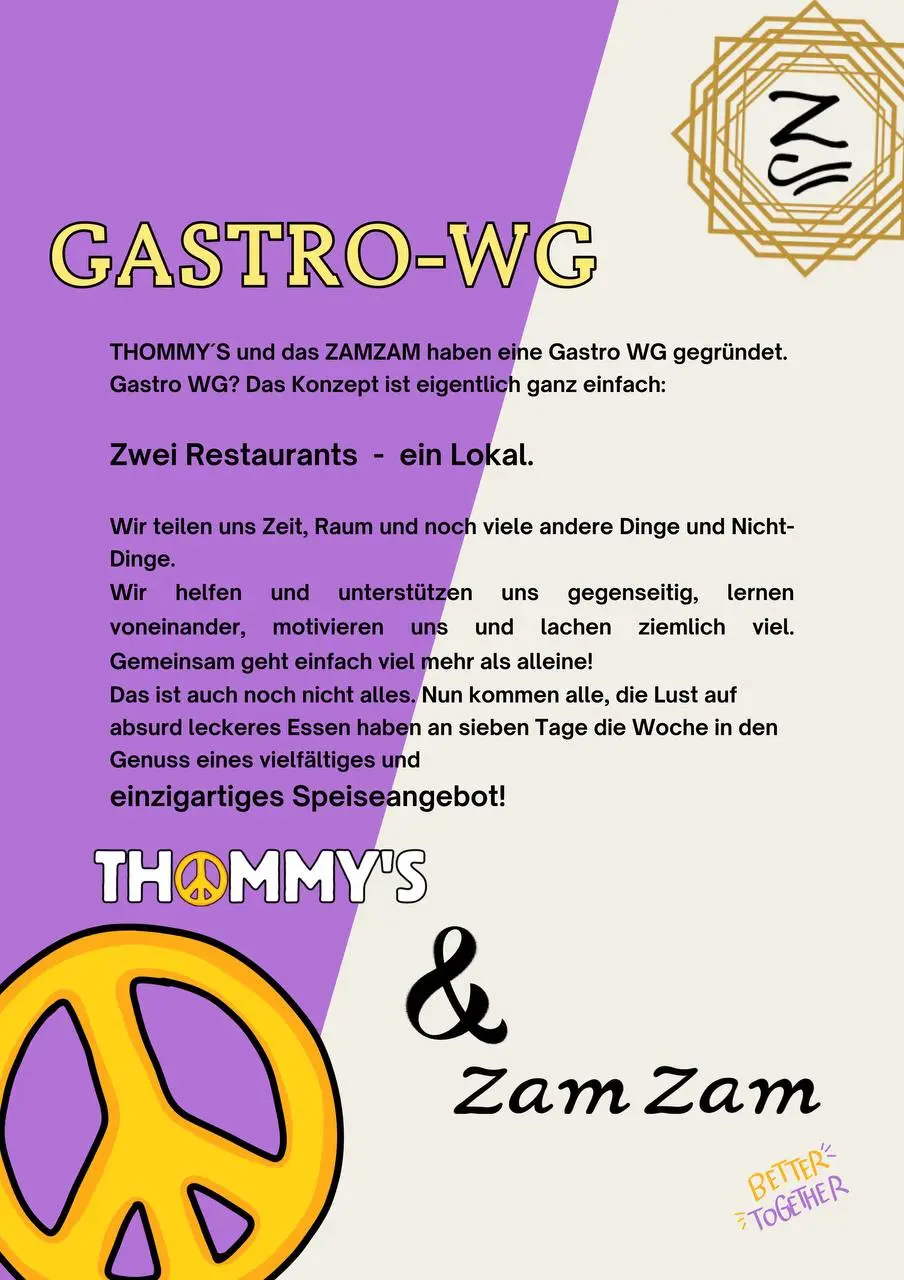 GASTRO-WG
THOMMY´S und das ZAMZAM haben eine Gastro WG gegründet.
Gastro WG? Das Konzept ist eigentlich ganz einfach:
Zwei Restaurants - ein Lokal.
Wir teilen uns Zeit, Raum und noch viele andere Dinge und Nicht-
Dinge.
Wir helfen und unterstützen uns gegenseitig, lernen
voneinander, motivieren uns und lachen ziemlich viel.
Gemeinsam geht einfach viel mehr als alleine!
Das ist auch noch nicht alles. Nun kommen alle, die Lust auf
absurd leckeres Essen haben an sieben Tage die Woche in den
Genuss eines vielfältiges und
einzigartiges Speiseangebot!
THOMMY'S
&
Zam Zam
BETTER
TOGETHER